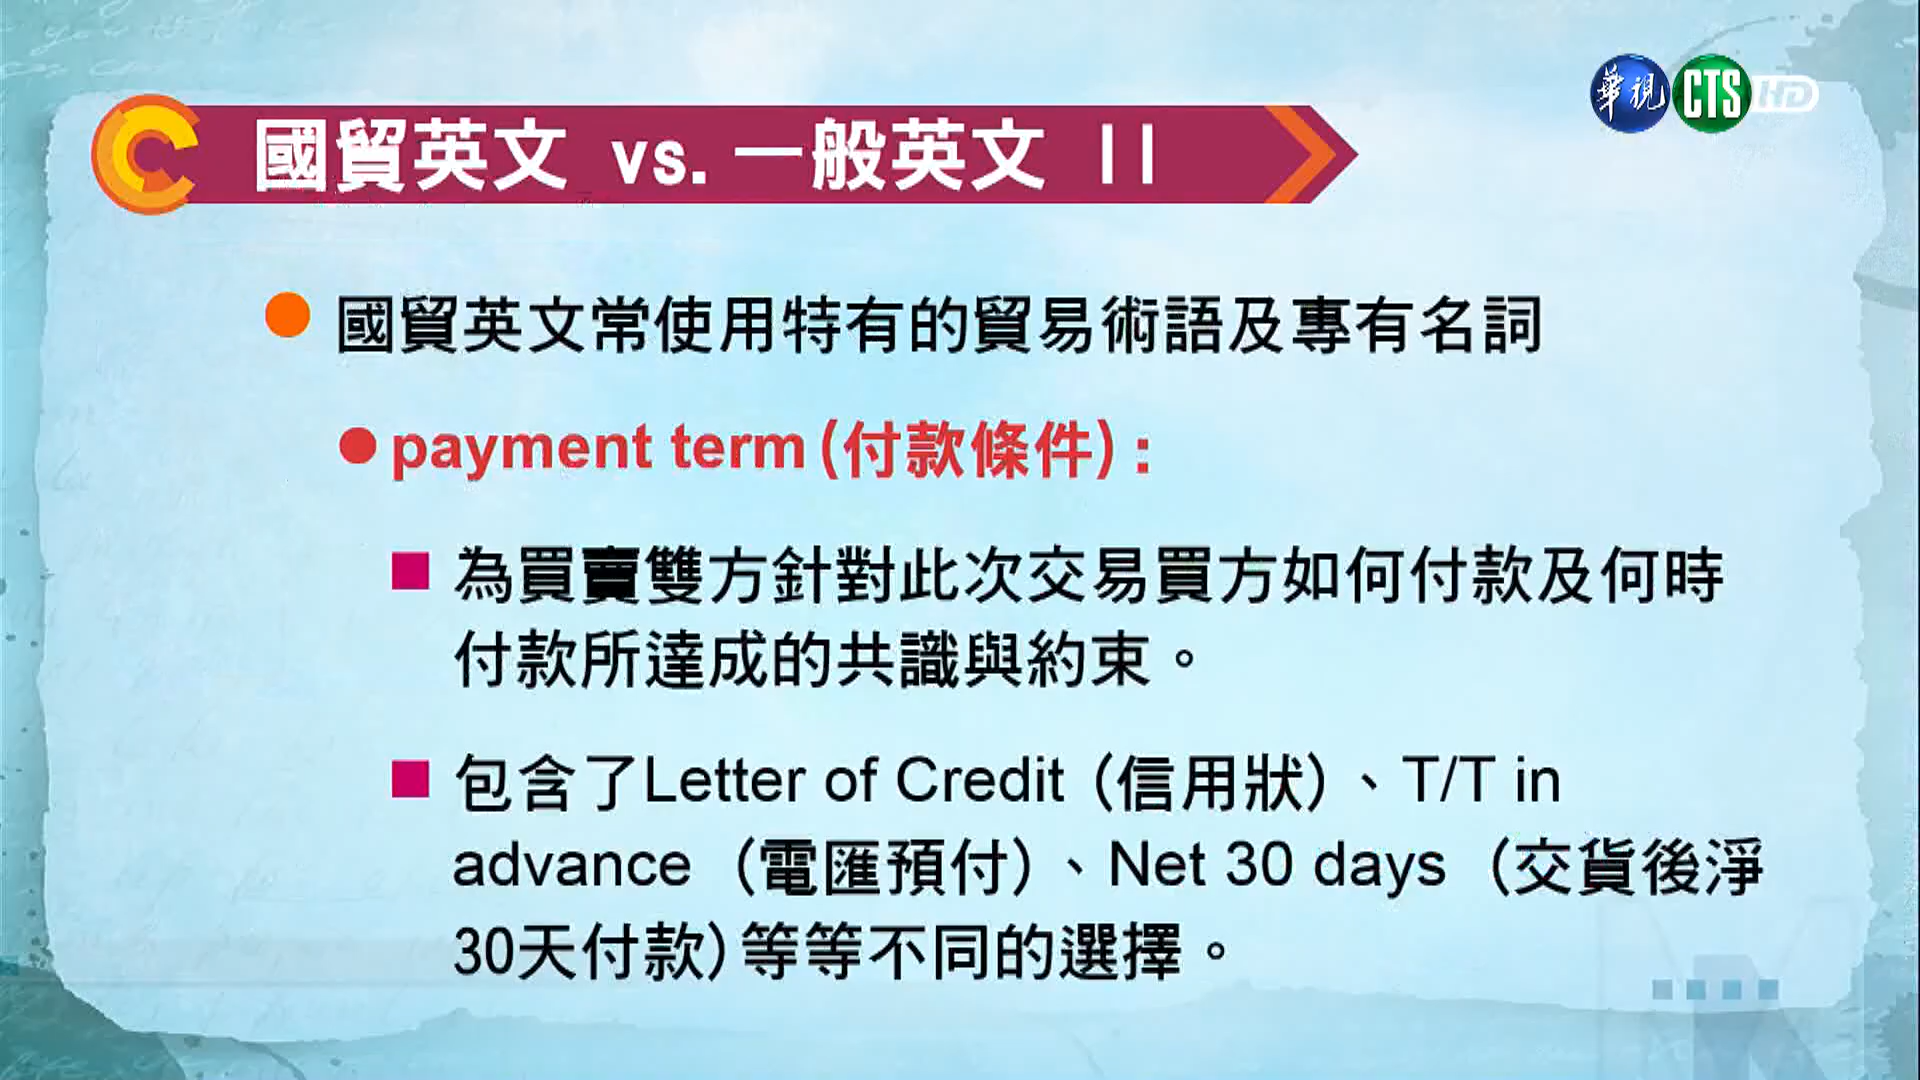 華視 CTS HD
國貿英文 vs. 一般英文 II
國貿英文常使用特有的貿易術語及專有名詞
payment term (付款條件) :
為買賣雙方針對此次交易買方如何付款及何時
付款所達成的共識與約束。
包含了Letter of Credit (信用狀)、T/T in
advance (電匯預付)、Net 30 days (交貨後淨
30天付款) 等等不同的選擇。